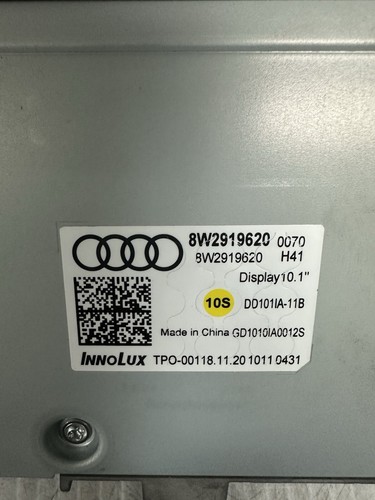 8W2919620 0070
8W2919620 H41
Display10.1"
10S DD101IA-11B
Made in China GD1010IA0012S
INNOLUX TPO-00118.11.20 1011 0431